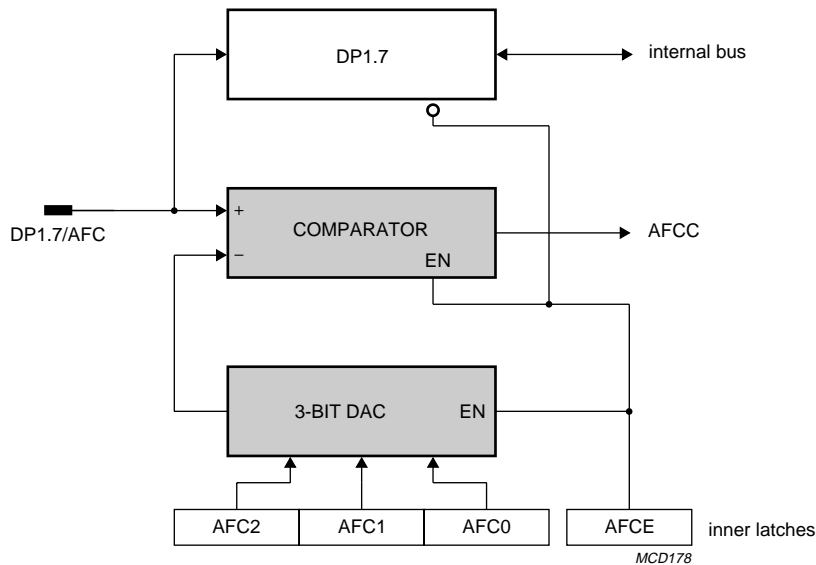 DP1.7
internal bus
DP1.7/AFC
+
COMPARATOR
AFCC
−
EN
3-BIT DAC
EN
AFC2
AFC1
AFC0
AFCE
inner latches
MCD178